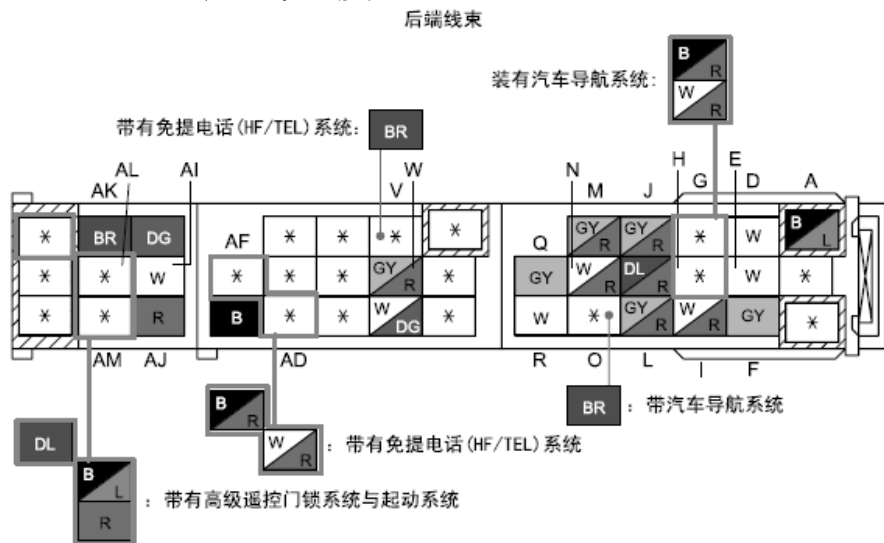 后端线束
装有汽车导航系统:
B R
W R
带有免提电话(HF/TEL)系统: BR
AL AI W N H E
AK V M J G D A
* BR DG * * * * GY R GY R * W B L
AF Q
* * W * * * GY R * GY W R DL R * W *
* * R B * * W DG * W * GY R W R GY *
AM AJ AD R O L I F
BR : 带汽车导航系统
B R
W R : 带有免提电话(HF/TEL)系统
DL
B L : 带有高级遥控门锁系统与起动系统
R